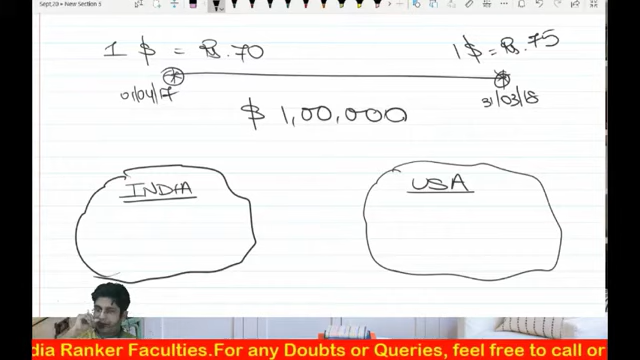 Sept.20 - New Section 3
1 $ = Rs.70
1 $ = Rs.75
01/04/17
31/03/18
$ 1,00,000
INDIA
USA
dia Ranker Faculties.For any Doubts or Queries, feel free to call or